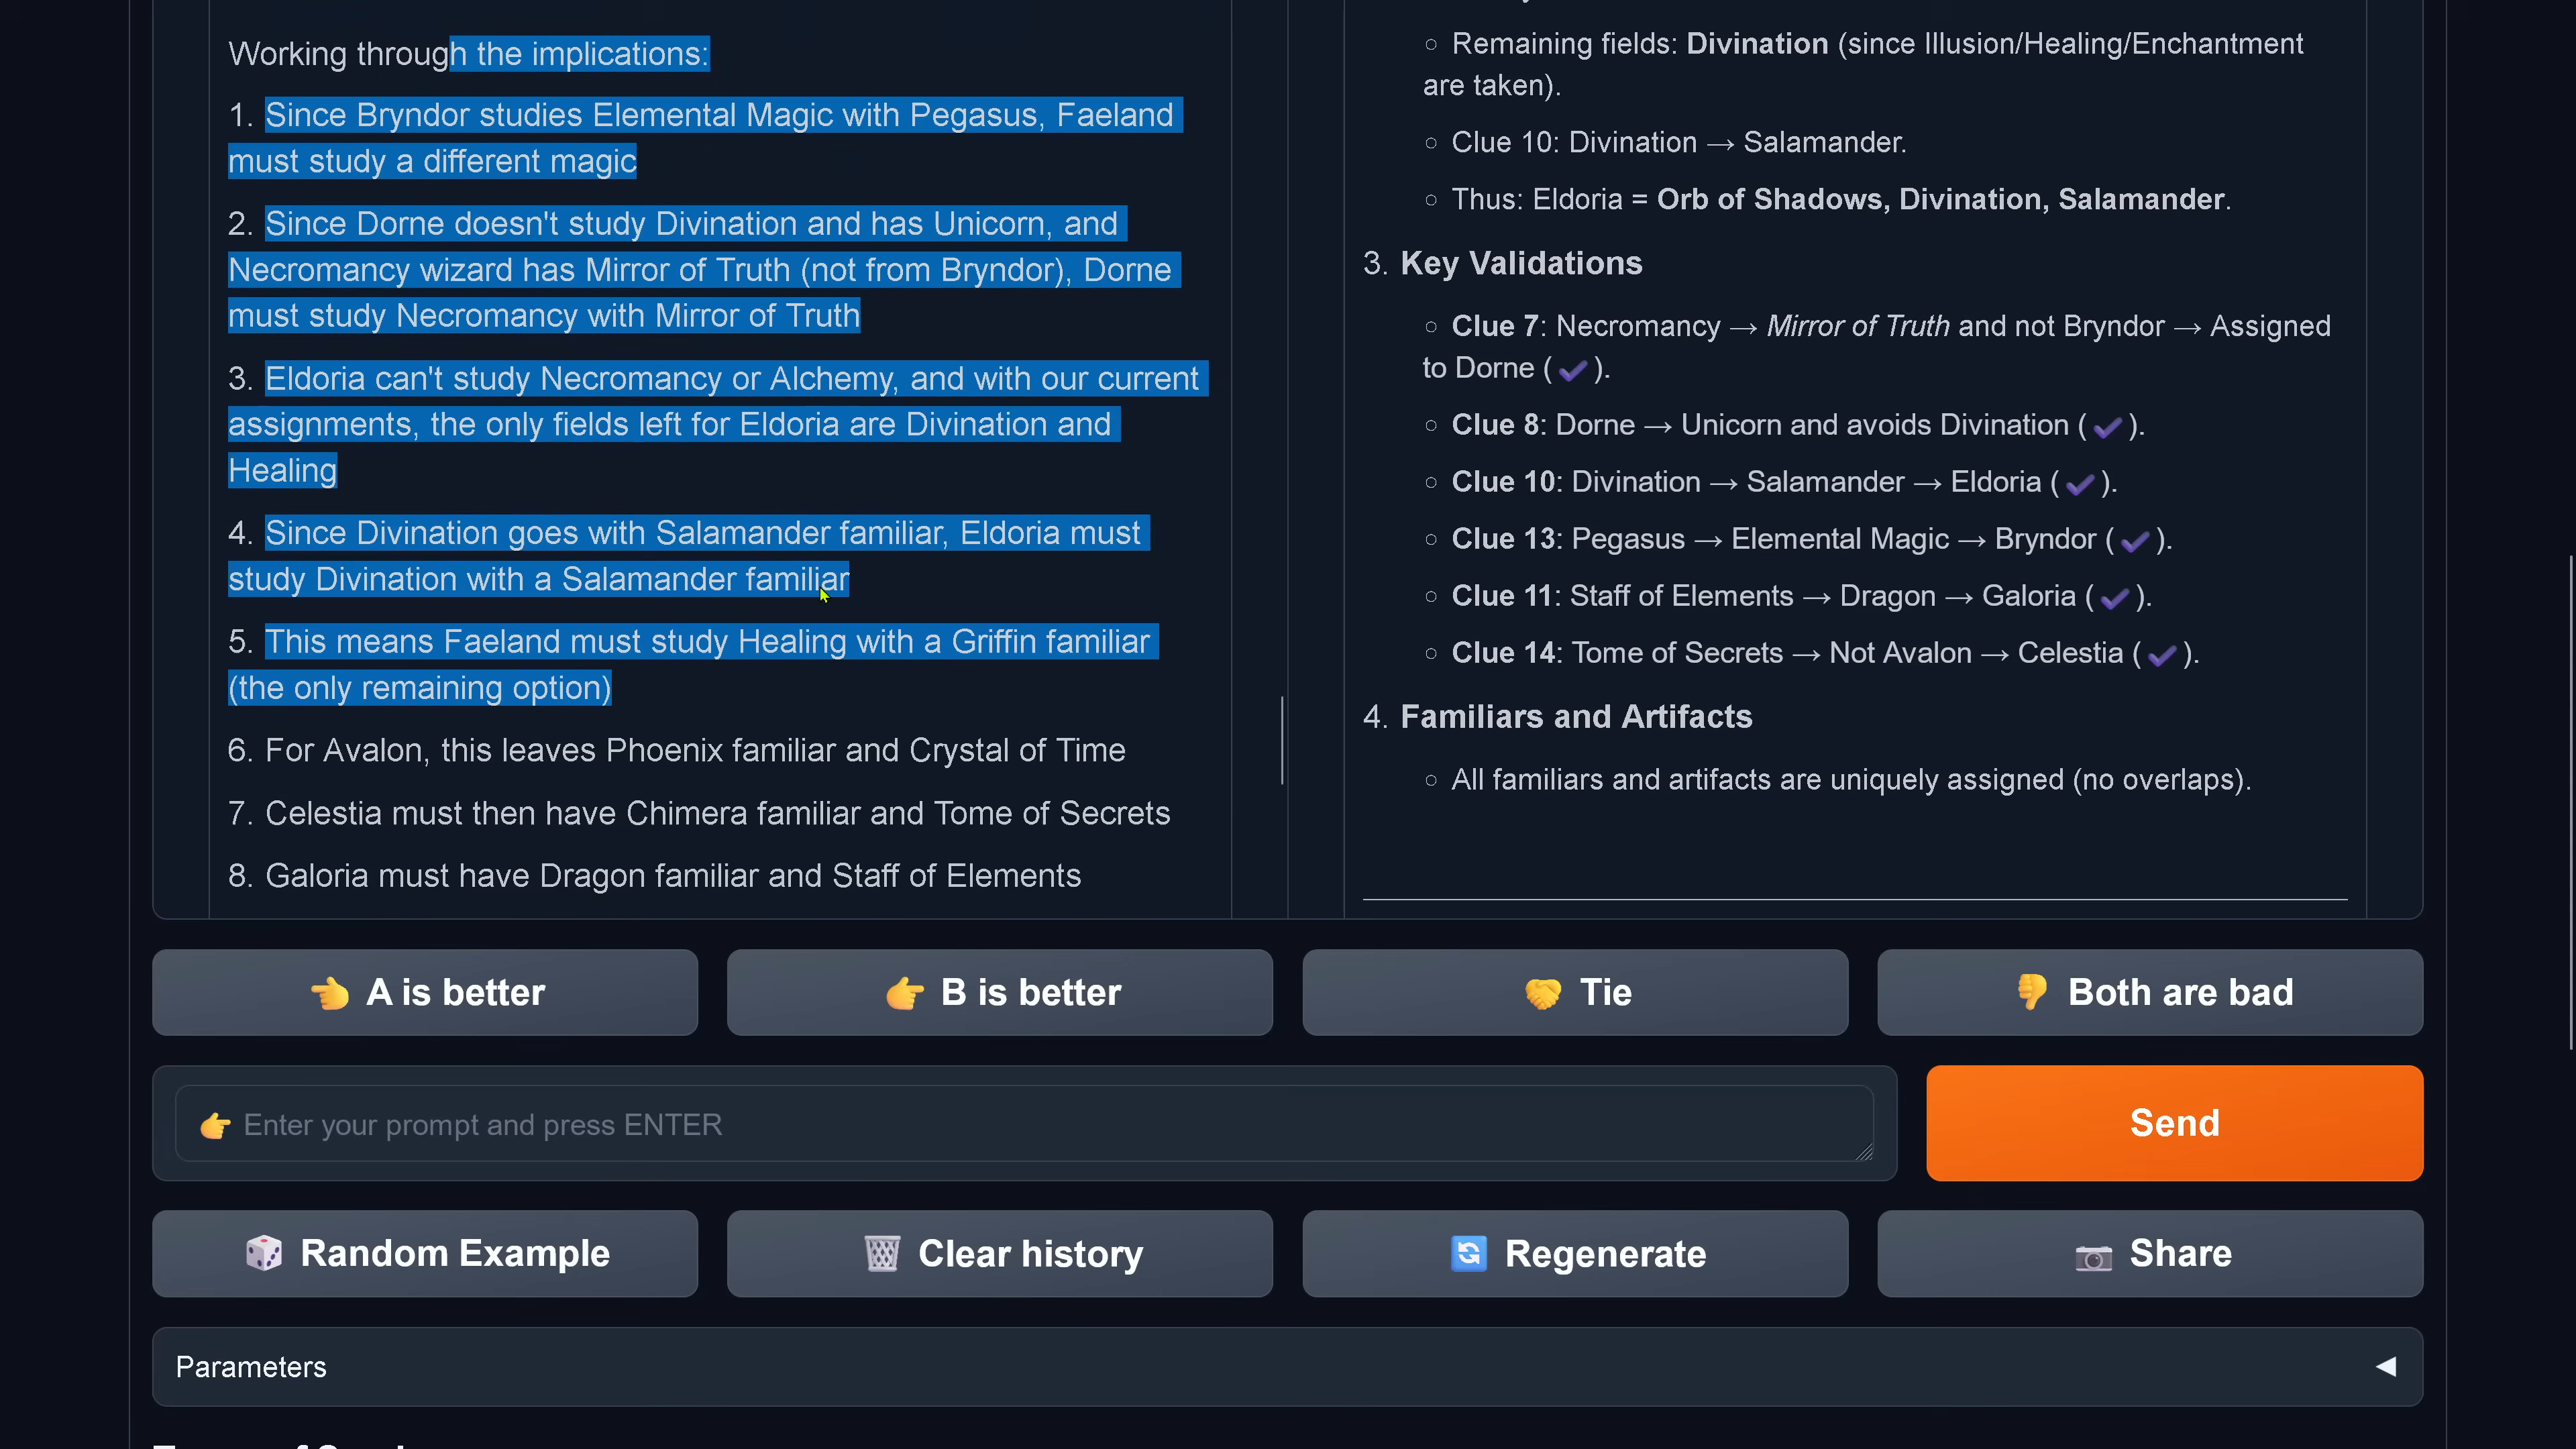 Working through the implications:
1. Since Bryndor studies Elemental Magic with Pegasus, Faeland
must study a different magic
2. Since Dorne doesn't study Divination and has Unicorn, and
Necromancy wizard has Mirror of Truth (not from Bryndor), Dorne
must study Necromancy with Mirror of Truth
3. Eldoria can't study Necromancy or Alchemy, and with our current
assignments, the only fields left for Eldoria are Divination and
Healing
4. Since Divination goes with Salamander familiar, Eldoria must
study Divination with a Salamander familiar
5. This means Faeland must study Healing with a Griffin familiar
(the only remaining option)
6. For Avalon, this leaves Phoenix familiar and Crystal of Time
7. Celestia must then have Chimera familiar and Tome of Secrets
8. Galoria must have Dragon familiar and Staff of Elements
○ Remaining fields: Divination (since Illusion/Healing/Enchantment
are taken).
○ Clue 10: Divination → Salamander.
○ Thus: Eldoria = Orb of Shadows, Divination, Salamander.
3. Key Validations
○ Clue 7: Necromancy → Mirror of Truth and not Bryndor → Assigned
to Dorne (✔).
○ Clue 8: Dorne → Unicorn and avoids Divination (✔).
○ Clue 10: Divination → Salamander → Eldoria (✔).
○ Clue 13: Pegasus → Elemental Magic → Bryndor (✔).
○ Clue 11: Staff of Elements → Dragon → Galoria (✔).
○ Clue 14: Tome of Secrets → Not Avalon → Celestia (✔).
4. Familiars and Artifacts
○ All familiars and artifacts are uniquely assigned (no overlaps).
👈 A is better
👉 B is better
🤝 Tie
👎 Both are bad
👉 Enter your prompt and press ENTER
Send
🎲 Random Example
🗑️ Clear history
🔄 Regenerate
📷 Share
Parameters ◀